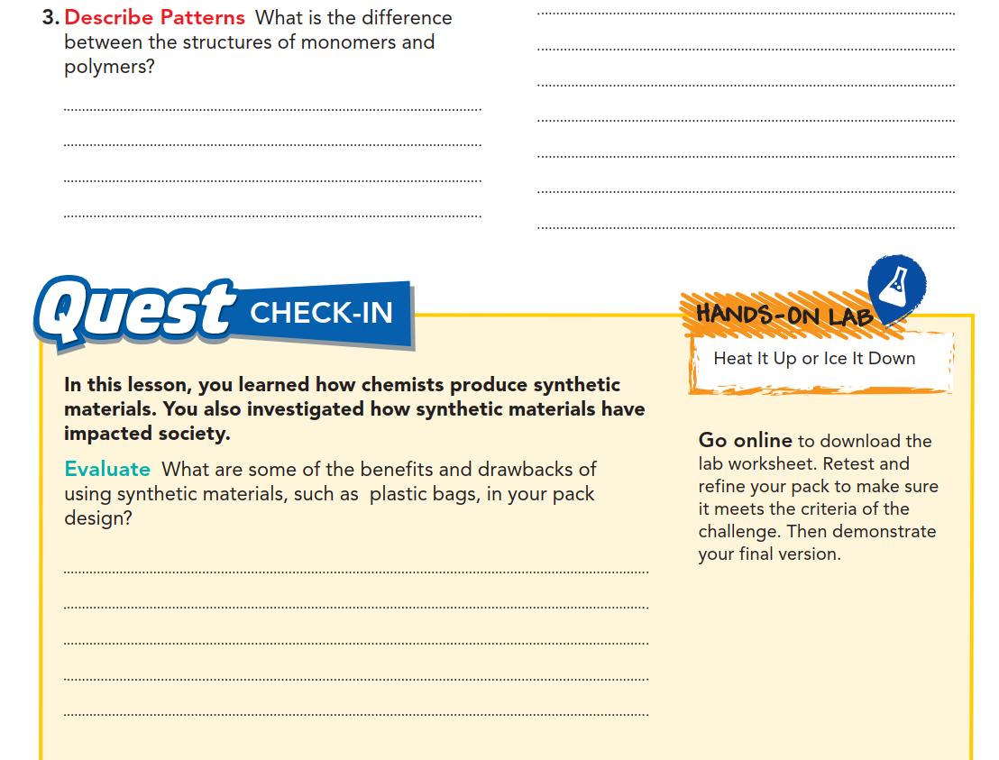 3. Describe Patterns What is the difference
between the structures of monomers and
polymers?
Quest CHECK-IN
In this lesson, you learned how chemists produce synthetic
materials. You also investigated how synthetic materials have
impacted society.
Evaluate What are some of the benefits and drawbacks of
using synthetic materials, such as plastic bags, in your pack
design?
HANDS-ON LAB
Heat It Up or Ice It Down
Go online to download the
lab worksheet. Retest and
refine your pack to make sure
it meets the criteria of the
challenge. Then demonstrate
your final version.